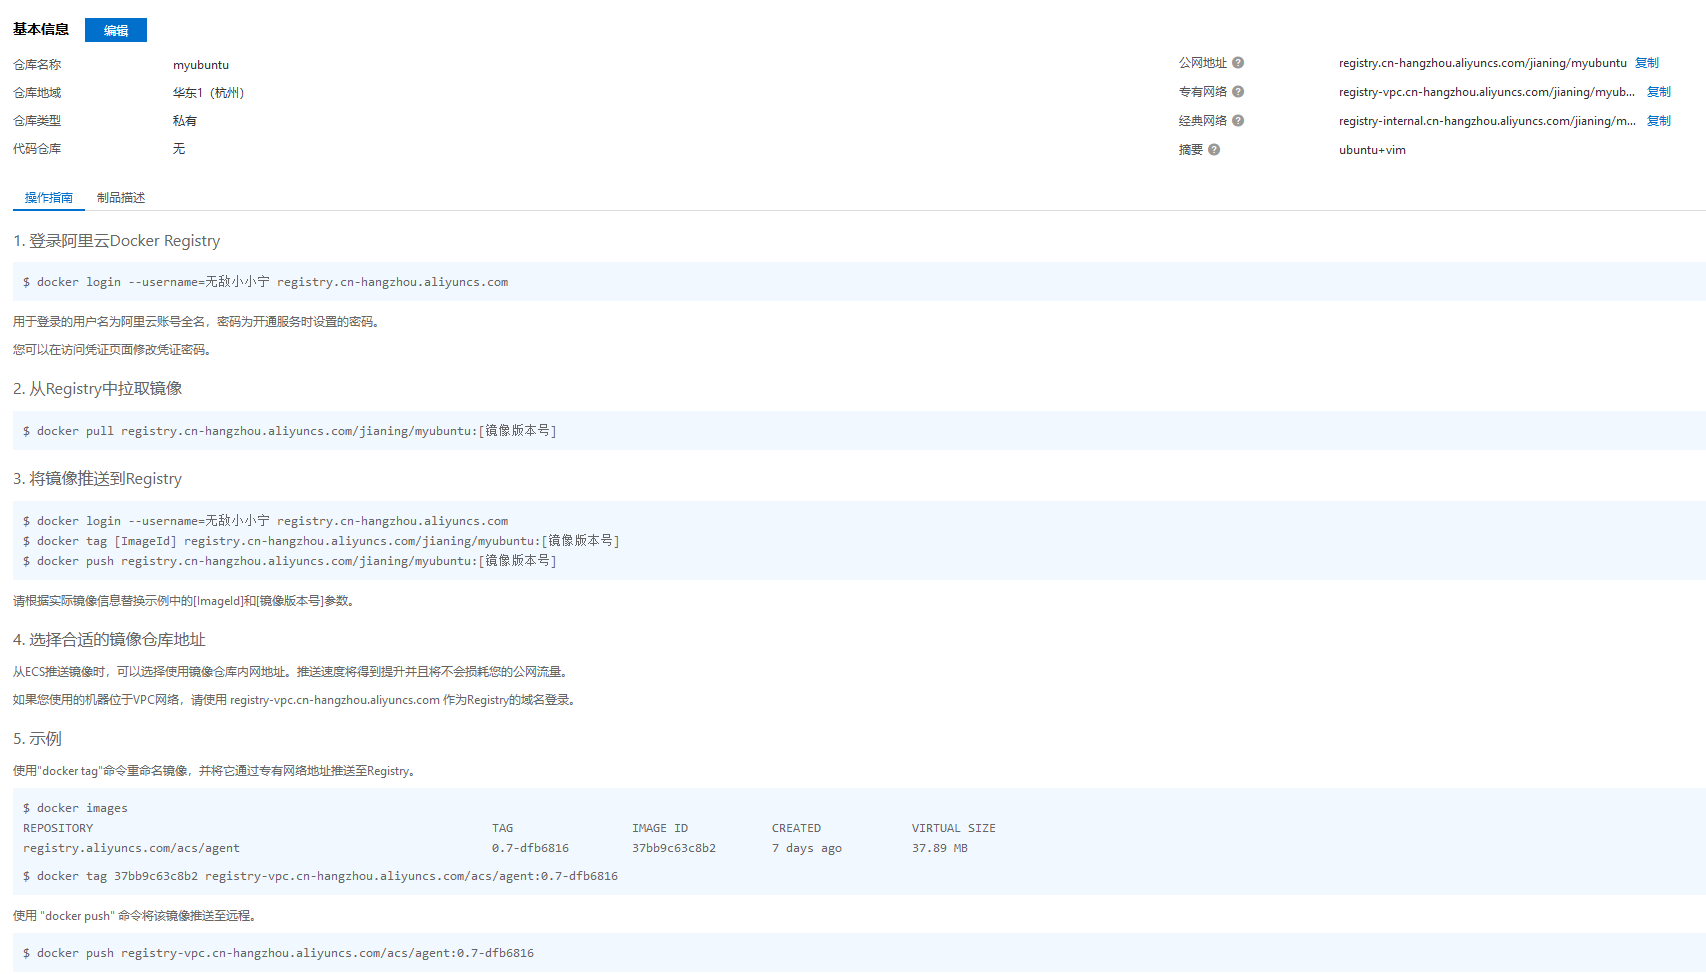 基本信息 编辑
仓库名称 myubuntu
仓库地域 华东1（杭州）
仓库类型 私有
代码仓库 无
公网地址 registry.cn-hangzhou.aliyuncs.com/jianing/myubuntu 复制
专有网络 registry-vpc.cn-hangzhou.aliyuncs.com/jianing/myub... 复制
经典网络 registry-internal.cn-hangzhou.aliyuncs.com/jianing/m... 复制
摘要 ubuntu+vim
操作指南 制品描述
1. 登录阿里云Docker Registry
$ docker login --username=无敌小小宁 registry.cn-hangzhou.aliyuncs.com
用于登录的用户名为阿里云账号全名，密码为开通服务时设置的密码。
您可以在访问凭证页面修改凭证密码。
2. 从Registry中拉取镜像
$ docker pull registry.cn-hangzhou.aliyuncs.com/jianing/myubuntu:[镜像版本号]
3. 将镜像推送到Registry
$ docker login --username=无敌小小宁 registry.cn-hangzhou.aliyuncs.com
$ docker tag [ImageId] registry.cn-hangzhou.aliyuncs.com/jianing/myubuntu:[镜像版本号]
$ docker push registry.cn-hangzhou.aliyuncs.com/jianing/myubuntu:[镜像版本号]
请根据实际镜像信息替换示例中的[ImageId]和[镜像版本号]参数。
4. 选择合适的镜像仓库地址
从ECS推送镜像时，可以选择使用镜像仓库内网地址。推送速度将得到提升并且将不会损耗您的公网流量。
如果您使用的机器位于VPC网络，请使用 registry-vpc.cn-hangzhou.aliyuncs.com 作为Registry的域名登录。
5. 示例
使用"docker tag"命令重命名镜像，并将它通过专有网络地址推送至Registry。
$ docker images
REPOSITORY TAG IMAGE ID CREATED VIRTUAL SIZE
registry.aliyuncs.com/acs/agent 0.7-dfb6816 37bb9c63c8b2 7 days ago 37.89 MB
$ docker tag 37bb9c63c8b2 registry-vpc.cn-hangzhou.aliyuncs.com/acs/agent:0.7-dfb6816
使用 "docker push" 命令将该镜像推送至远程。
$ docker push registry-vpc.cn-hangzhou.aliyuncs.com/acs/agent:0.7-dfb6816